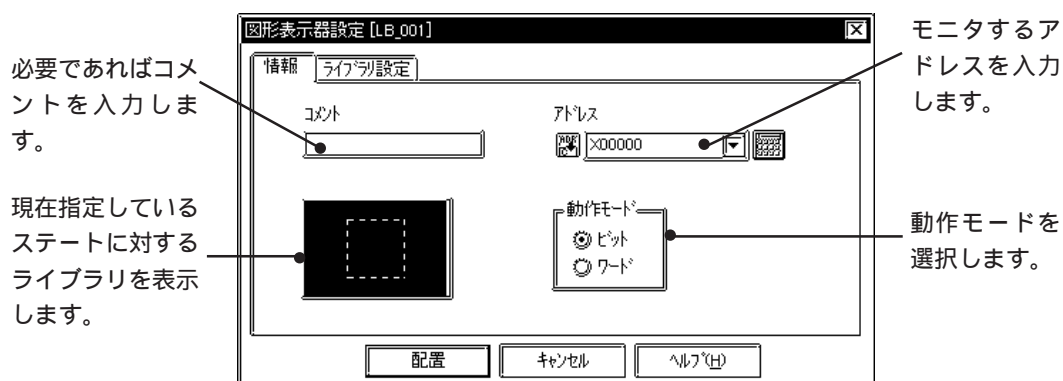 図形表示器設定 [LB_001]
情報
ライブラリ設定
コメント
アドレス
X00000
動作モード
ビット
ワード
配置
キャンセル
ヘルプ(H)
必要であればコメ
ントを入力しま
す。
現在指定している
ステートに対する
ライブラリを表示
します。
モニタするア
ドレスを入力
します。
動作モードを
選択します。